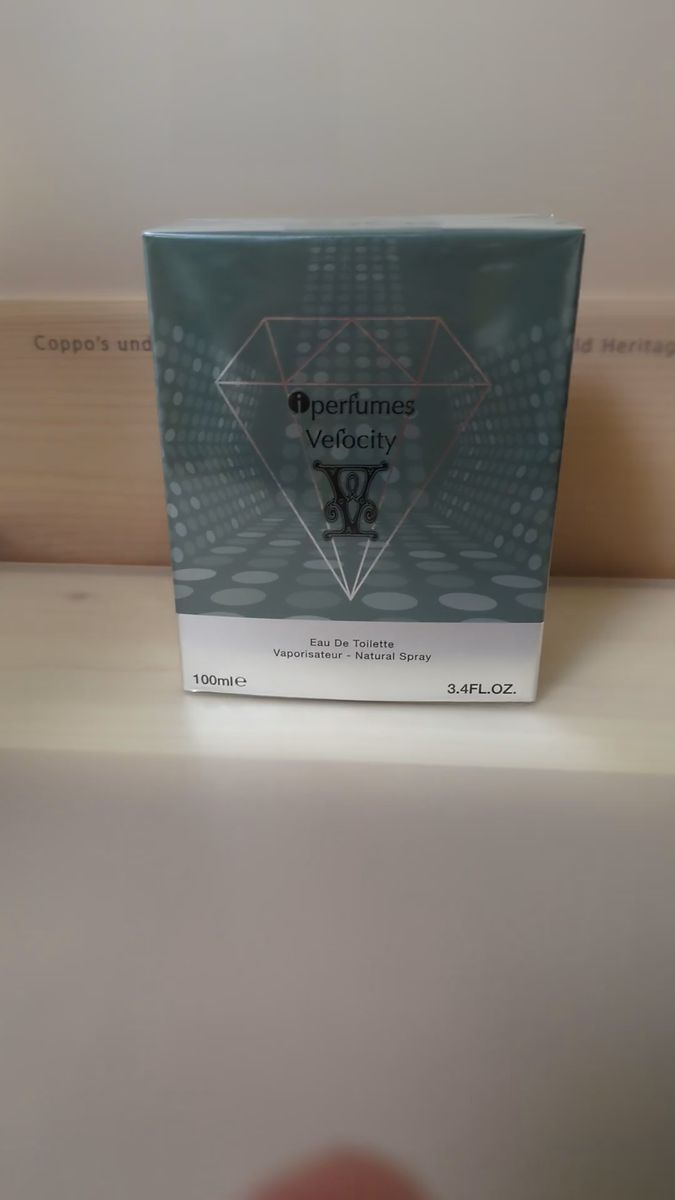 Coppo's und
ld Heritag
iperfumes
Velocity
V
Eau De Toilette
Vaporisateur - Natural Spray
100ml℮
3.4FL.OZ.